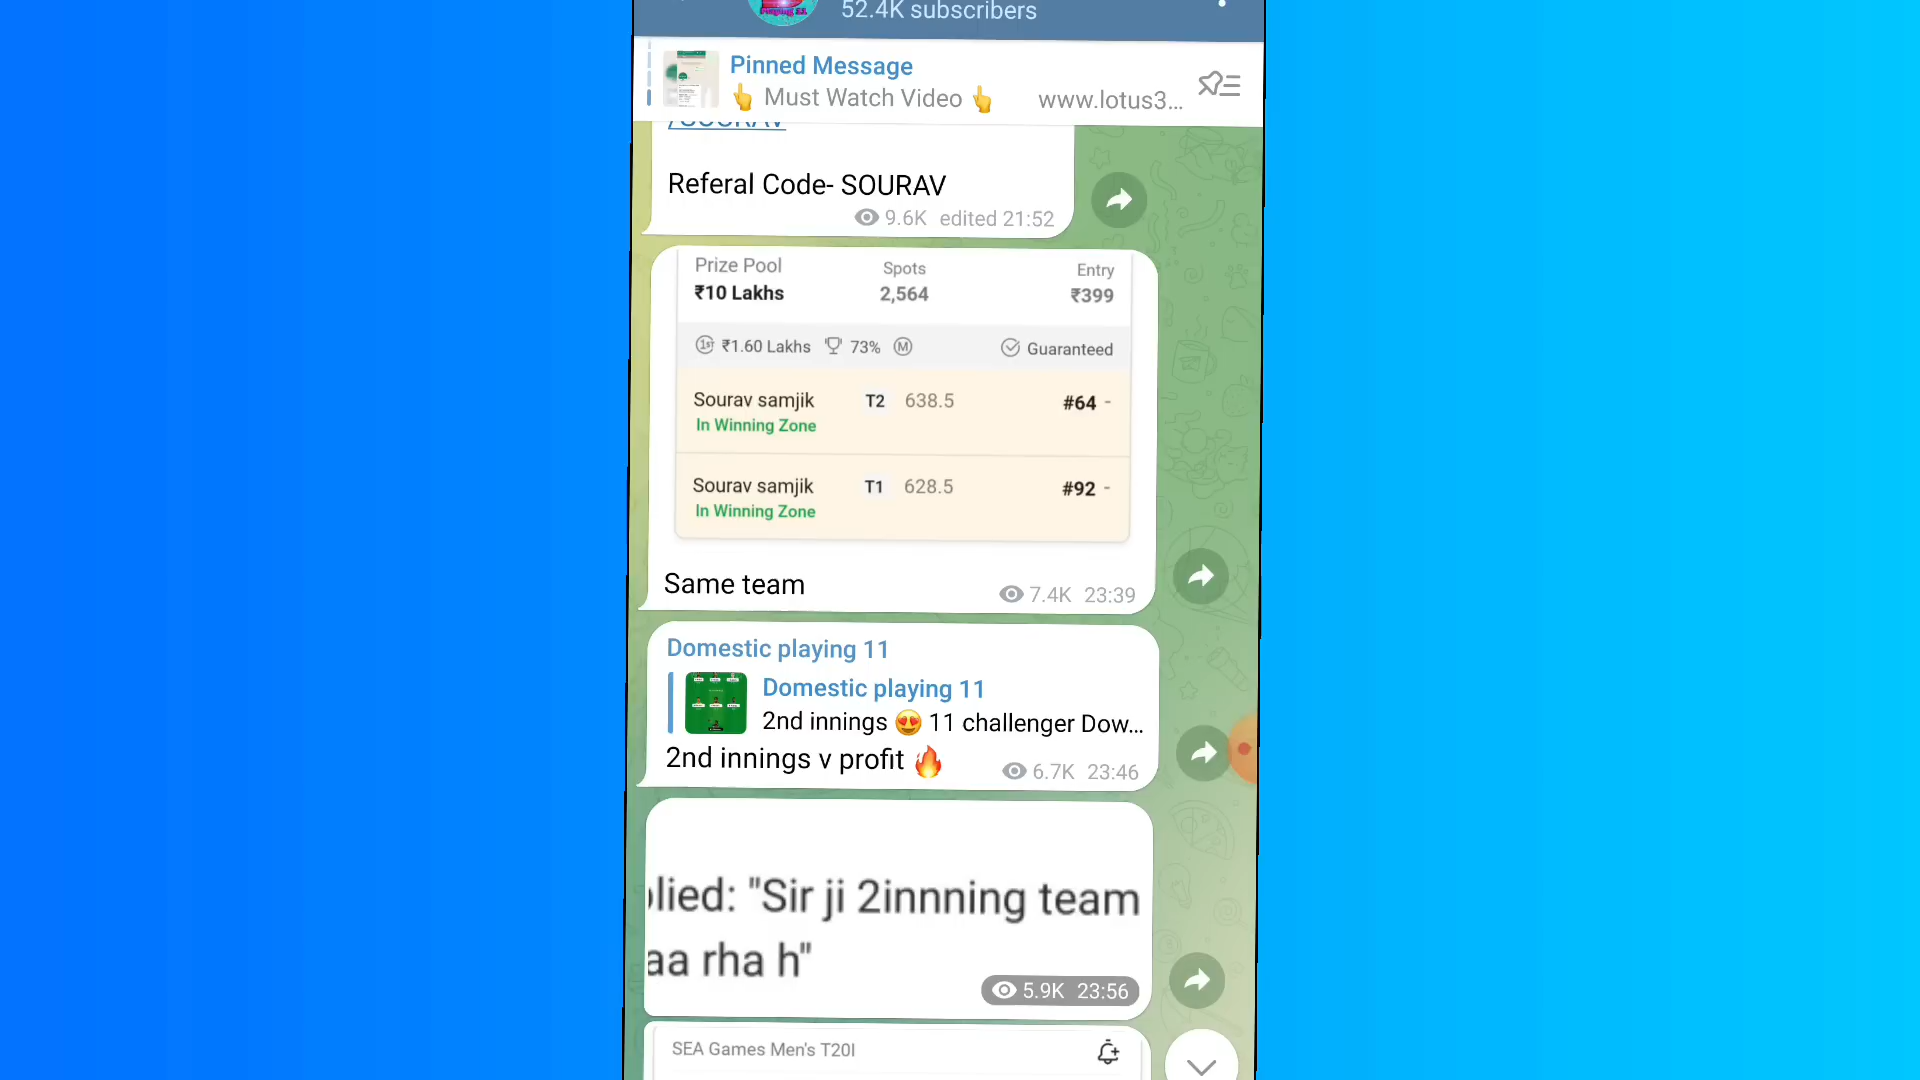 Playing 11
52.4K subscribers
Pinned Message
👆 Must Watch Video 👆 www.lotus3...
/SOURAV
Referal Code- SOURAV
9.6K edited 21:52
Prize Pool Spots Entry
₹10 Lakhs 2,564 ₹399
1st ₹1.60 Lakhs 73% M Guaranteed
Sourav samjik T2 638.5 #64 -
In Winning Zone
Sourav samjik T1 628.5 #92 -
In Winning Zone
Same team 7.4K 23:39
Domestic playing 11
Domestic playing 11
2nd innings 😍 11 challenger Dow...
2nd innings v profit 🔥 6.7K 23:46
lied: "Sir ji 2innning team
aa rha h"
5.9K 23:56
SEA Games Men's T20I